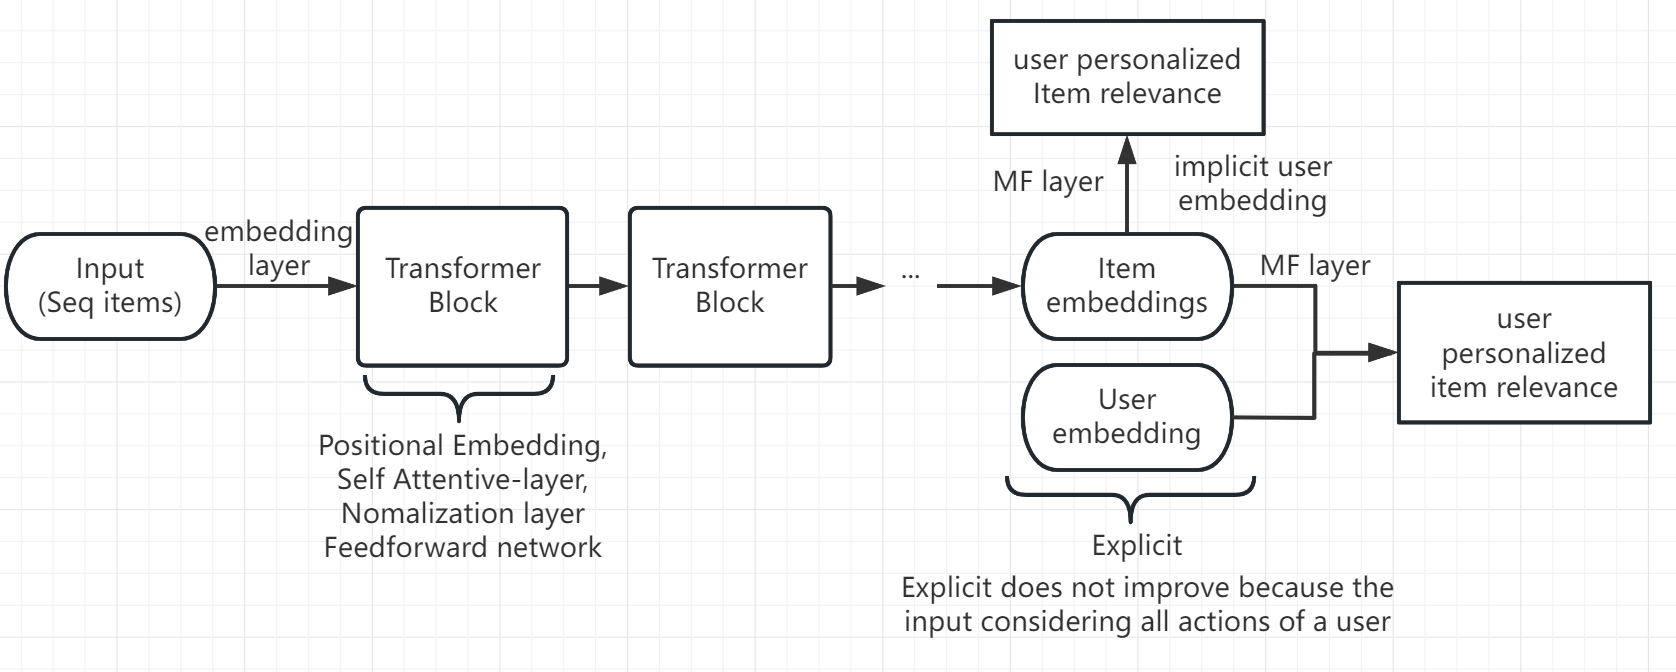 user personalized
Item relevance
MF layer
implicit user
embedding
embedding
layer
Input
(Seq items)
Transformer
Block
Transformer
Block
...
Item
embeddings
MF layer
user
personalized
item relevance
User
embedding
Positional Embedding,
Self Attentive-layer,
Nomalization layer
Feedforward network
Explicit
Explicit does not improve because the
input considering all actions of a user